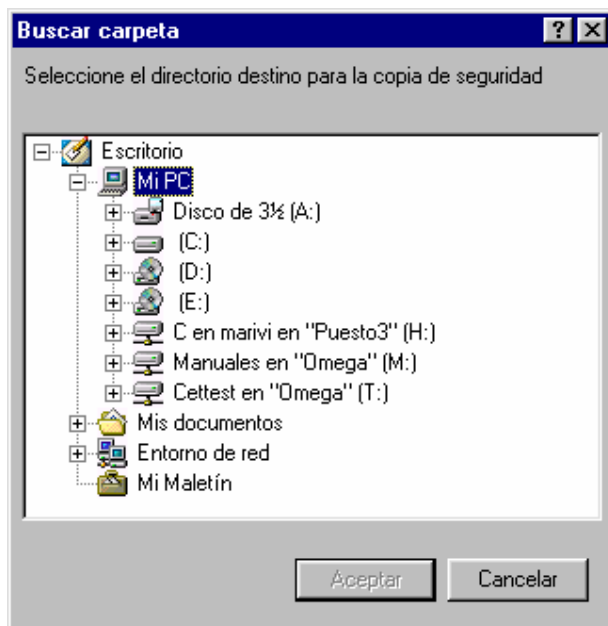 Buscar carpeta
Seleccione el directorio destino para la copia de seguridad
Escritorio
Mi PC
Disco de 3½ (A:)
(C:)
(D:)
(E:)
C en marivi en "Puesto3" (H:)
Manuales en "Omega" (M:)
Cettest en "Omega" (T:)
Mis documentos
Entorno de red
Mi Maletín
Aceptar Cancelar